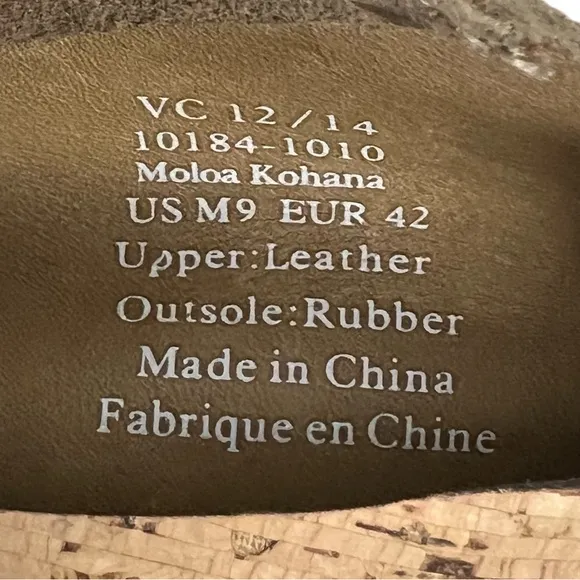 VC 12/14
10184-1010
Moloa Kohana
US M9 EUR 42
Upper:Leather
Outsole:Rubber
Made in China
Fabrique en Chine